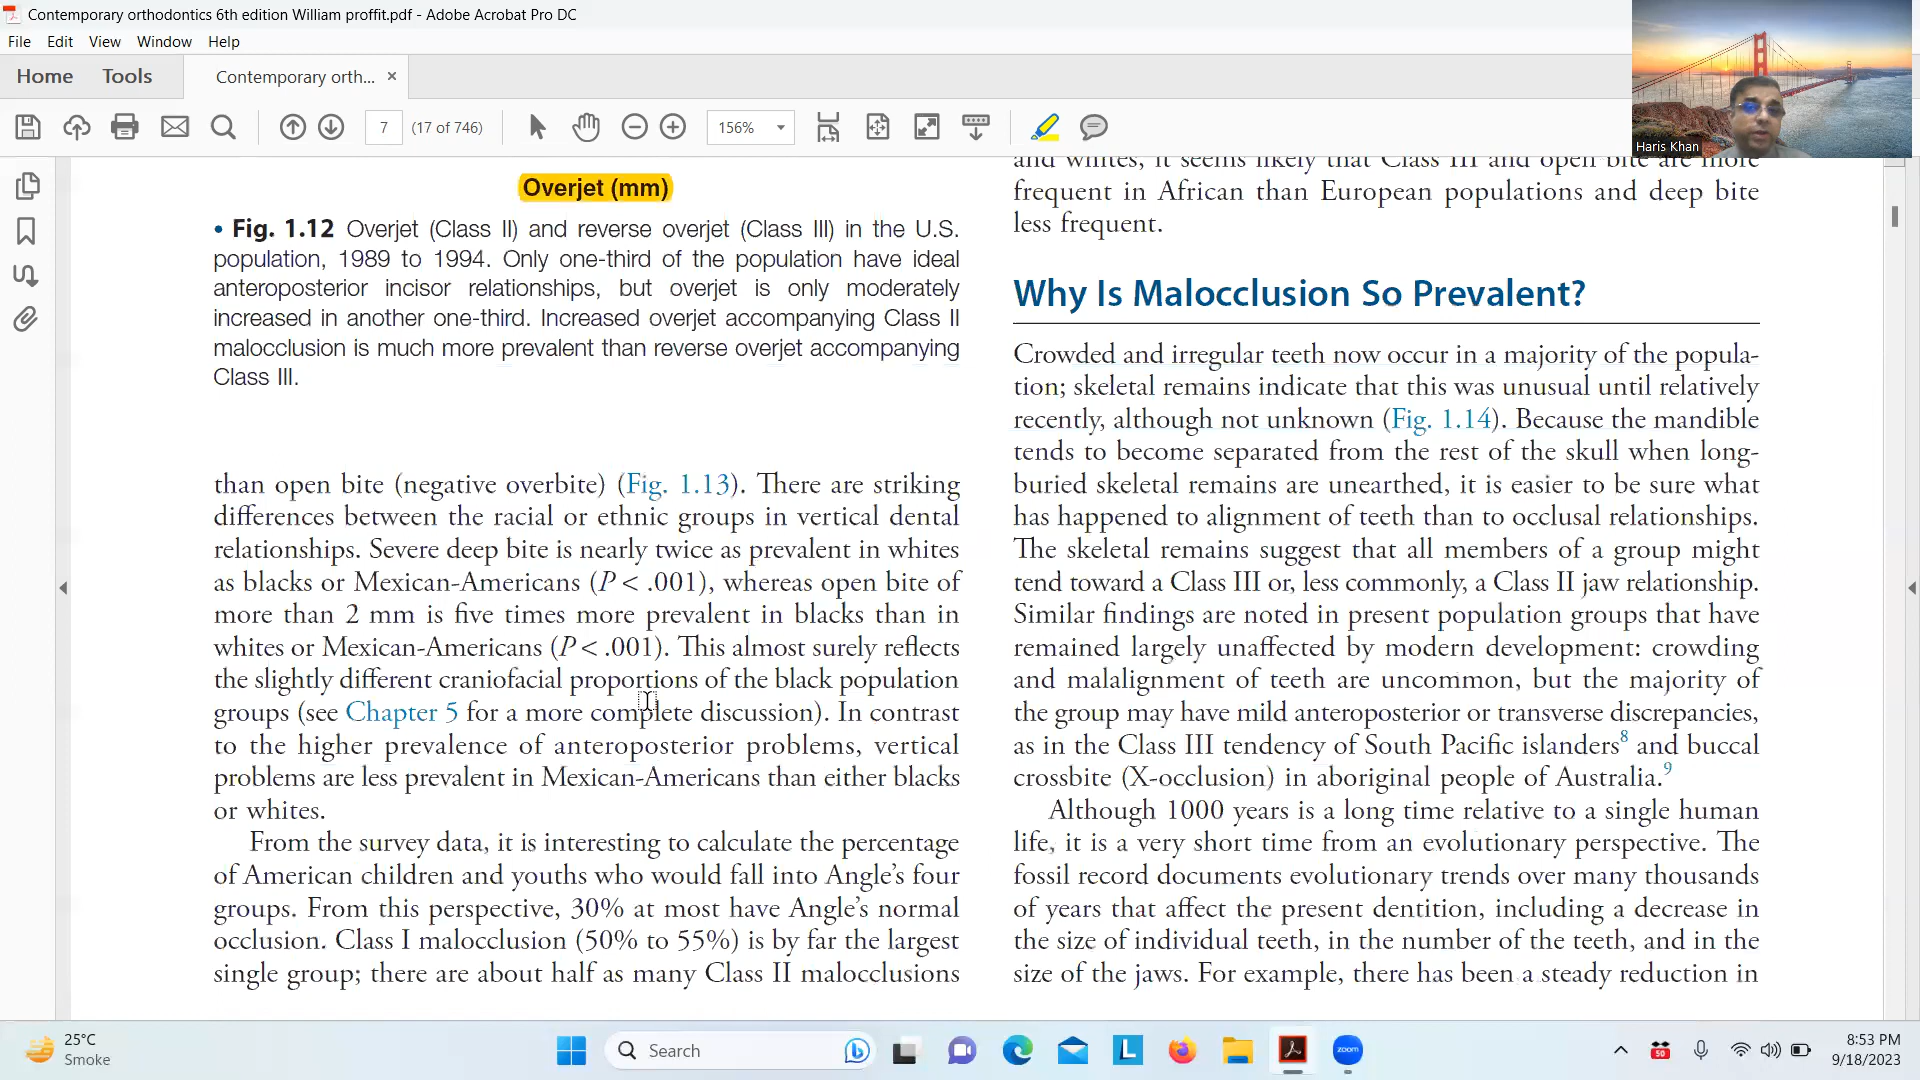 Contemporary orthodontics 6th edition William proffit.pdf - Adobe Acrobat Pro DC
File Edit View Window Help
Home Tools Contemporary orth... ×
7 (17 of 746) 156%
Haris Khan
Overjet (mm)
• Fig. 1.12 Overjet (Class II) and reverse overjet (Class III) in the U.S.
population, 1989 to 1994. Only one-third of the population have ideal
anteroposterior incisor relationships, but overjet is only moderately
increased in another one-third. Increased overjet accompanying Class II
malocclusion is much more prevalent than reverse overjet accompanying
Class III.
than open bite (negative overbite) (Fig. 1.13). There are striking
differences between the racial or ethnic groups in vertical dental
relationships. Severe deep bite is nearly twice as prevalent in whites
as blacks or Mexican-Americans (P < .001), whereas open bite of
more than 2 mm is five times more prevalent in blacks than in
whites or Mexican-Americans (P < .001). This almost surely reflects
the slightly different craniofacial proportions of the black population
groups (see Chapter 5 for a more complete discussion). In contrast
to the higher prevalence of anteroposterior problems, vertical
problems are less prevalent in Mexican-Americans than either blacks
or whites.
From the survey data, it is interesting to calculate the percentage
of American children and youths who would fall into Angle's four
groups. From this perspective, 30% at most have Angle's normal
occlusion. Class I malocclusion (50% to 55%) is by far the largest
single group; there are about half as many Class II malocclusions
and whites, it seems likely that Class III and open bite are more
frequent in African than European populations and deep bite
less frequent.
Why Is Malocclusion So Prevalent?
Crowded and irregular teeth now occur in a majority of the popula-
tion; skeletal remains indicate that this was unusual until relatively
recently, although not unknown (Fig. 1.14). Because the mandible
tends to become separated from the rest of the skull when long-
buried skeletal remains are unearthed, it is easier to be sure what
has happened to alignment of teeth than to occlusal relationships.
The skeletal remains suggest that all members of a group might
tend toward a Class III or, less commonly, a Class II jaw relationship.
Similar findings are noted in present population groups that have
remained largely unaffected by modern development: crowding
and malalignment of teeth are uncommon, but the majority of
the group may have mild anteroposterior or transverse discrepancies,
as in the Class III tendency of South Pacific islanders8 and buccal
crossbite (X-occlusion) in aboriginal people of Australia.9
Although 1000 years is a long time relative to a single human
life, it is a very short time from an evolutionary perspective. The
fossil record documents evolutionary trends over many thousands
of years that affect the present dentition, including a decrease in
the size of individual teeth, in the number of the teeth, and in the
size of the jaws. For example, there has been a steady reduction in
25°C
Smoke
Search
L
zoom
50
8:53 PM
9/18/2023